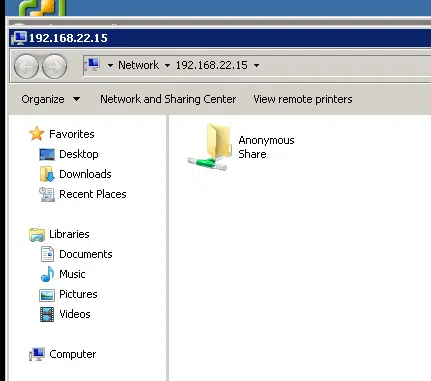 192.168.22.15
Network 192.168.22.15
Organize Network and Sharing Center View remote printers
Favorites
Desktop
Downloads
Recent Places
Libraries
Documents
Music
Pictures
Videos
Computer
Anonymous
Share